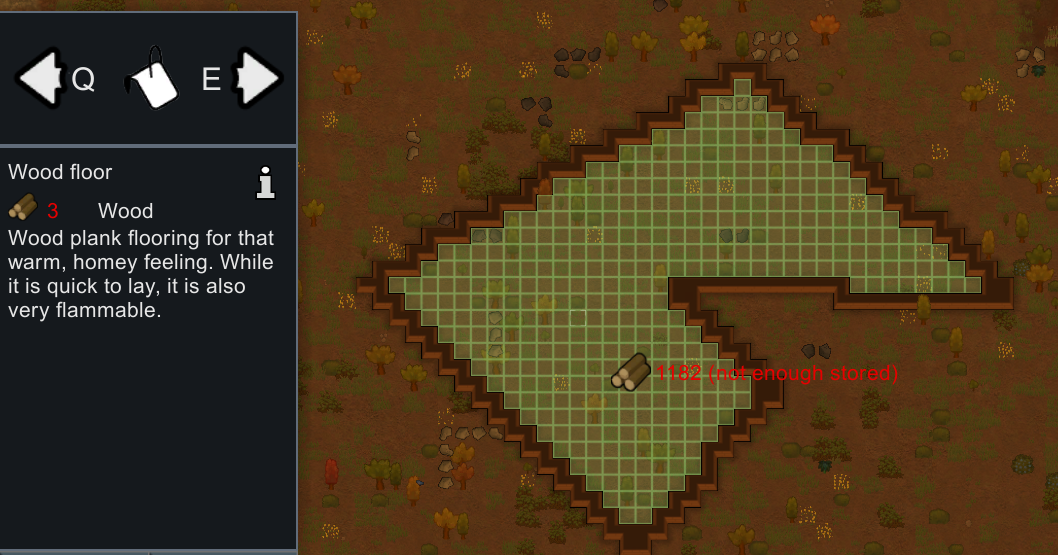 Q E
Wood floor
3 Wood
Wood plank flooring for that
warm, homey feeling. While
it is quick to lay, it is also
very flammable.
1182 (not enough stored)